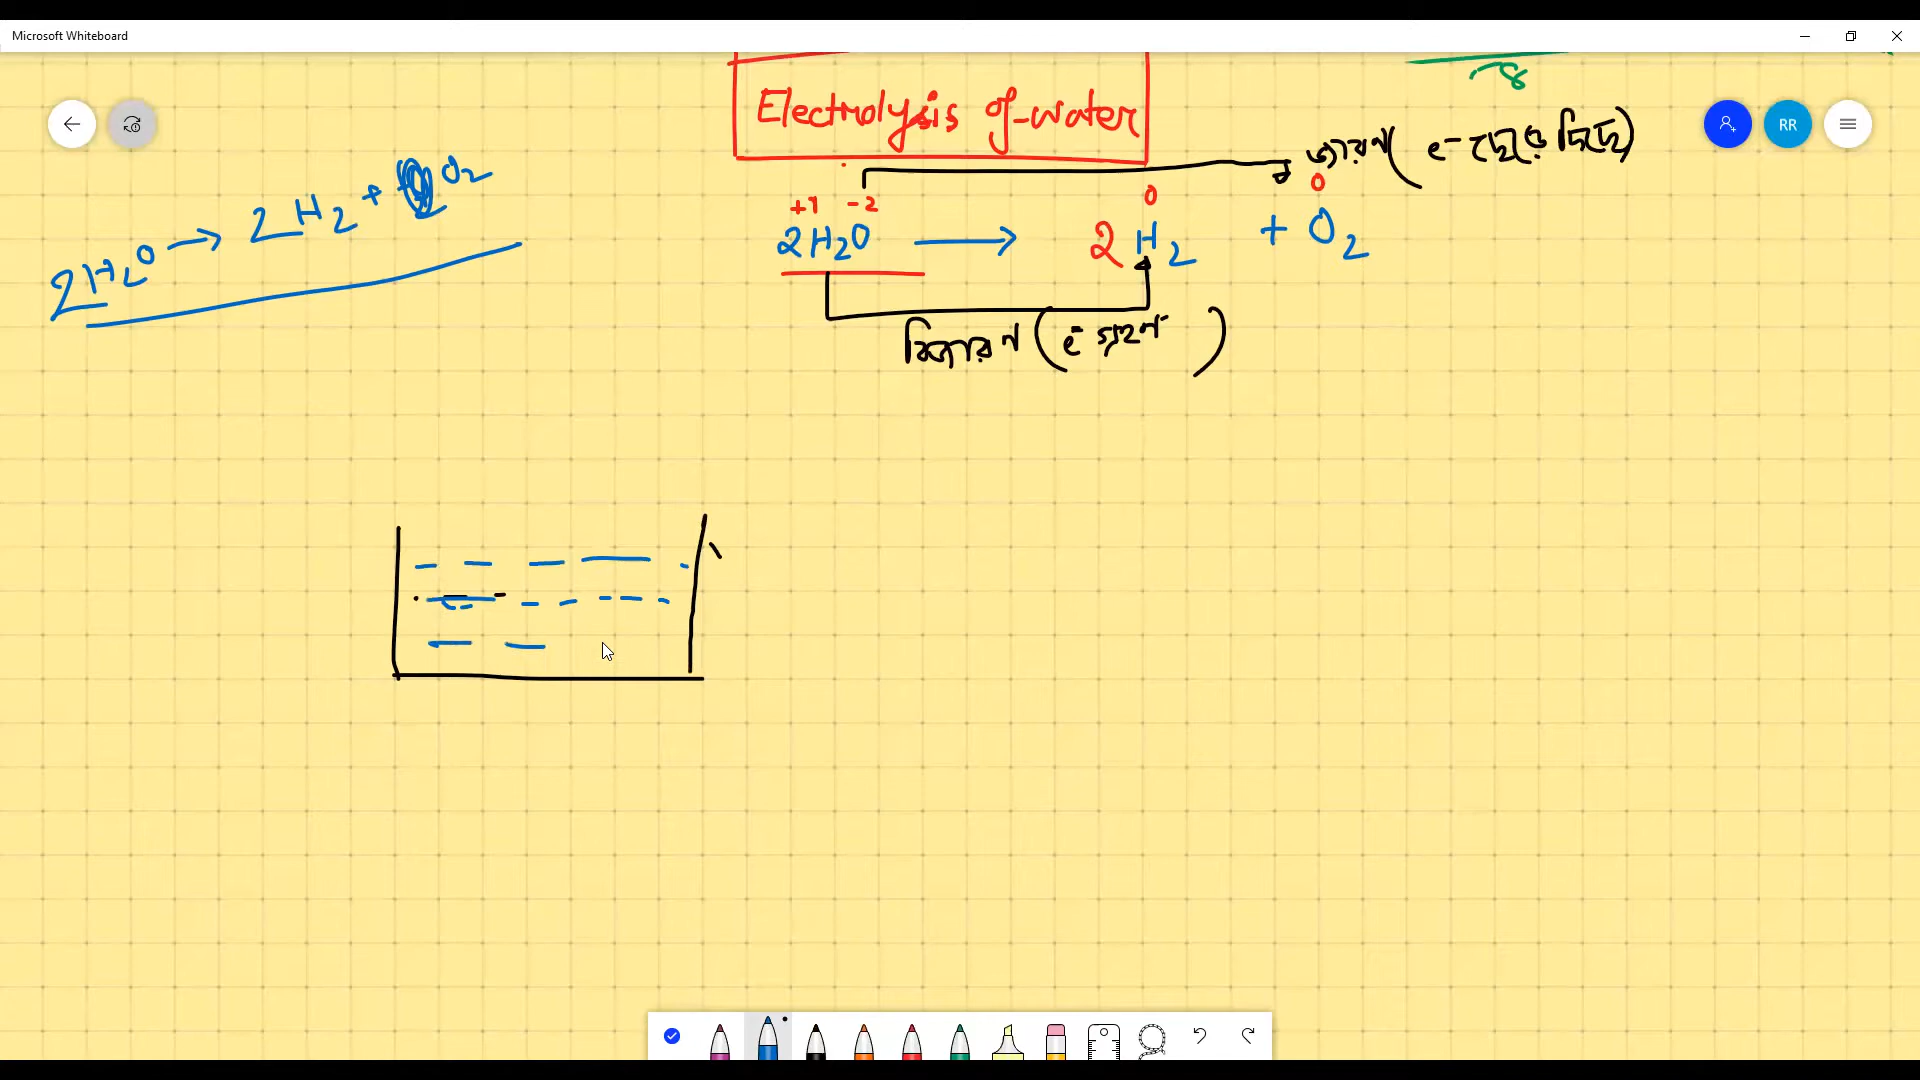 Microsoft Whiteboard
8
Electrolysis of water
RR
জারণ ( e- ছেড়ে দিচ্ছে )
2H2O → 2H2 + O2
+1 -2 0 0
2H2O → 2H2 + O2
বিজারণ ( e- গ্রহণ )